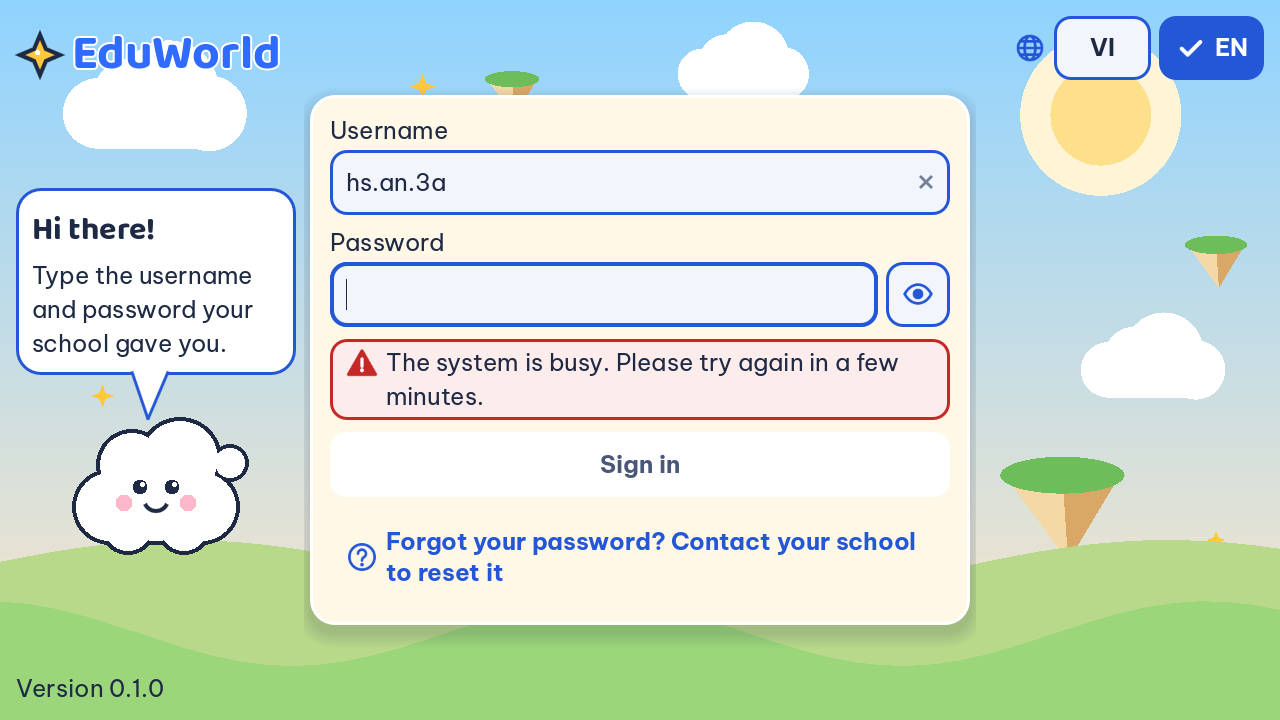 EduWorld
VI
EN
Hi there!
Type the username
and password your
school gave you.
Username
hs.an.3a
Password
The system is busy. Please try again in a few
minutes.
Sign in
Forgot your password? Contact your school
to reset it
Version 0.1.0